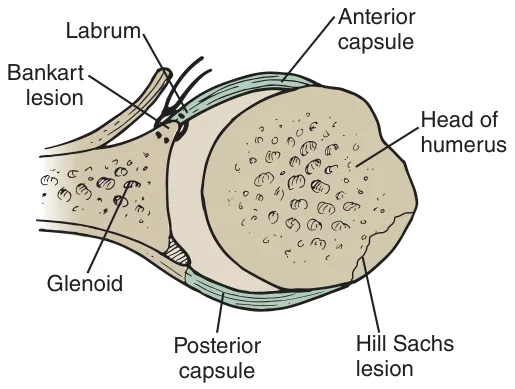 Anterior
capsule
Labrum
Bankart
lesion
Head of
humerus
Glenoid
Posterior
capsule
Hill Sachs
lesion